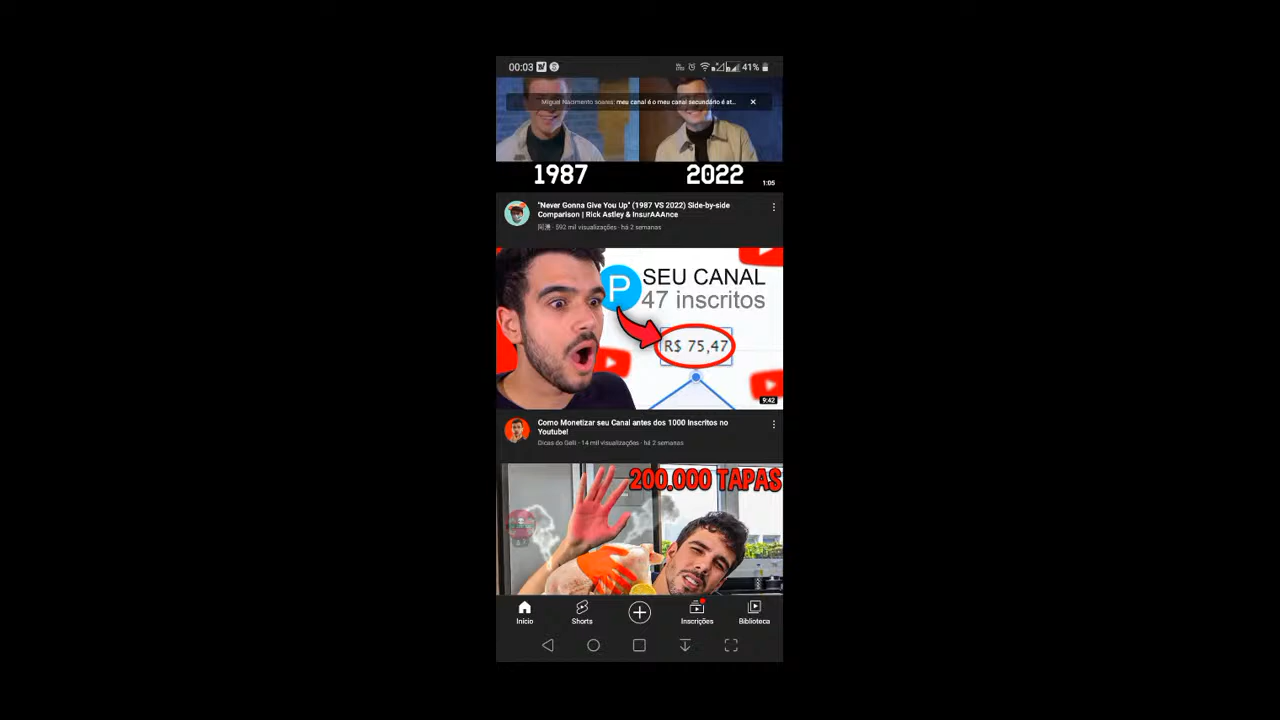 00:03
41%
Miguel Nascimento soares: meu canal é o meu canal secundário é at...
1987 2022
1:05
"Never Gonna Give You Up" (1987 VS 2022) Side-by-side
Comparison | Rick Astley & InsurAAAnce
592 mil visualizações · há 2 semanas
P SEU CANAL
47 inscritos
R$ 75,47
9:42
Como Monetizar seu Canal antes dos 1000 Inscritos no
Youtube!
Dicas do Gelli · 14 mil visualizações · há 2 semanas
200.000 TAPAS
Início Shorts Inscrições Biblioteca